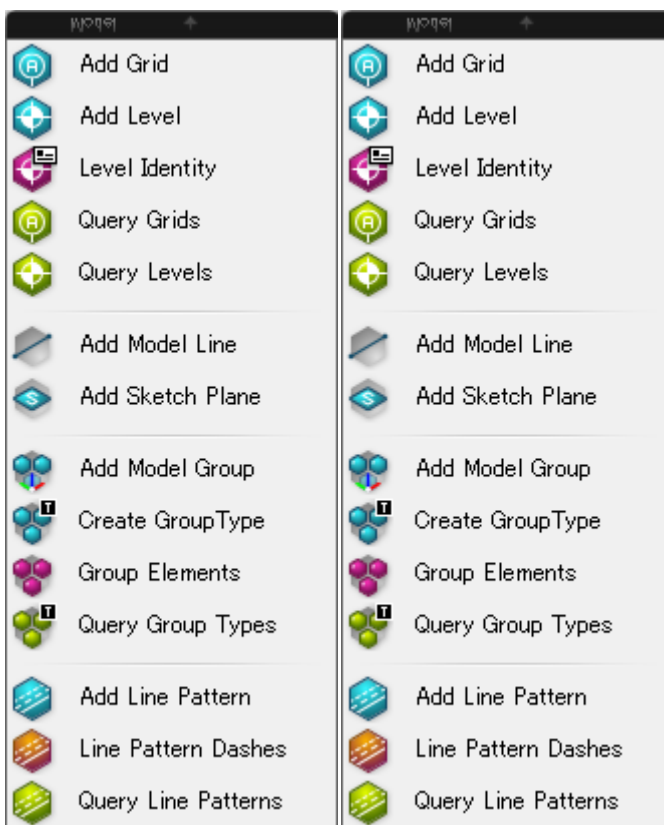 Model
Add Grid
Add Level
Level Identity
Query Grids
Query Levels
Add Model Line
Add Sketch Plane
Add Model Group
Create GroupType
Group Elements
Query Group Types
Add Line Pattern
Line Pattern Dashes
Query Line Patterns
Model
Add Grid
Add Level
Level Identity
Query Grids
Query Levels
Add Model Line
Add Sketch Plane
Add Model Group
Create GroupType
Group Elements
Query Group Types
Add Line Pattern
Line Pattern Dashes
Query Line Patterns